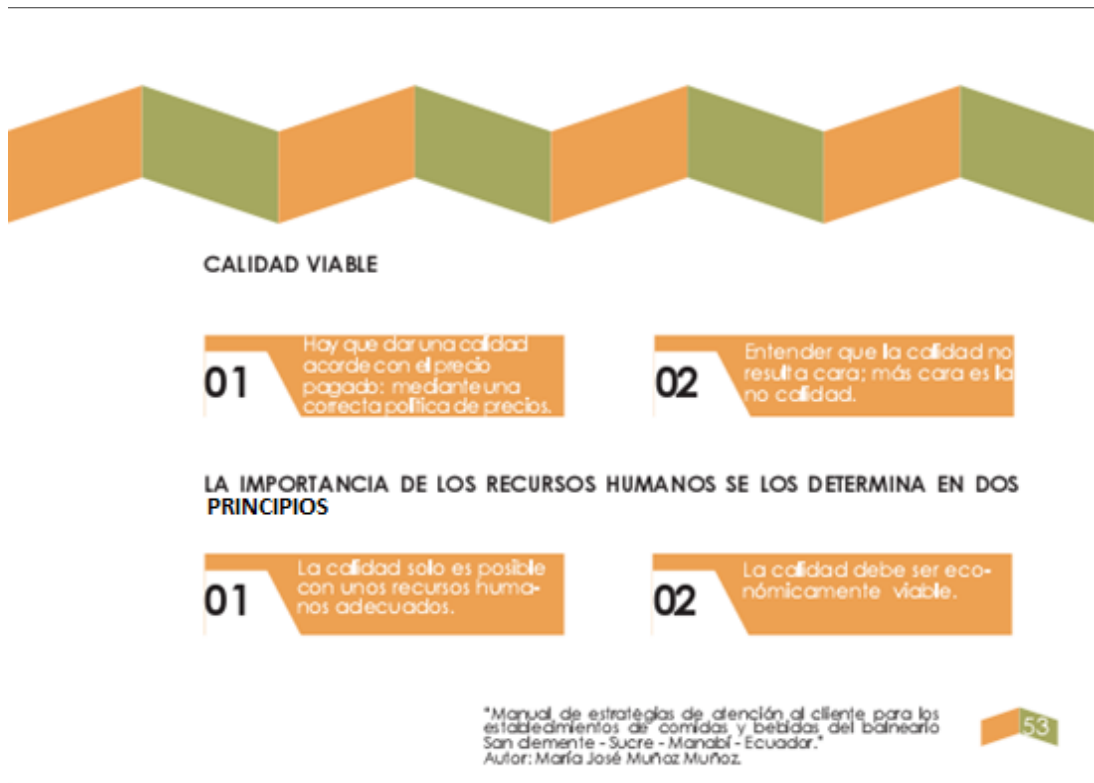 CALIDAD VIABLE
01
Hay que dar una calidad
acorde con el precio
pagado: mediante una
correcta política de precios.
02
Entender que la calidad no
resulta cara; más cara es la
no calidad.
LA IMPORTANCIA DE LOS RECURSOS HUMANOS SE LOS DETERMINA EN DOS
PRINCIPIOS
01
La calidad solo es posible
con unos recursos huma-
nos adecuados.
02
La calidad debe ser eco-
nómicamente viable.
"Manual de estrategias de atención al cliente para los
establecimientos de comidas y bebidas del balneario
San clemente - Sucre - Manabí - Ecuador."
Autor: María José Muñoz Muñoz.
53